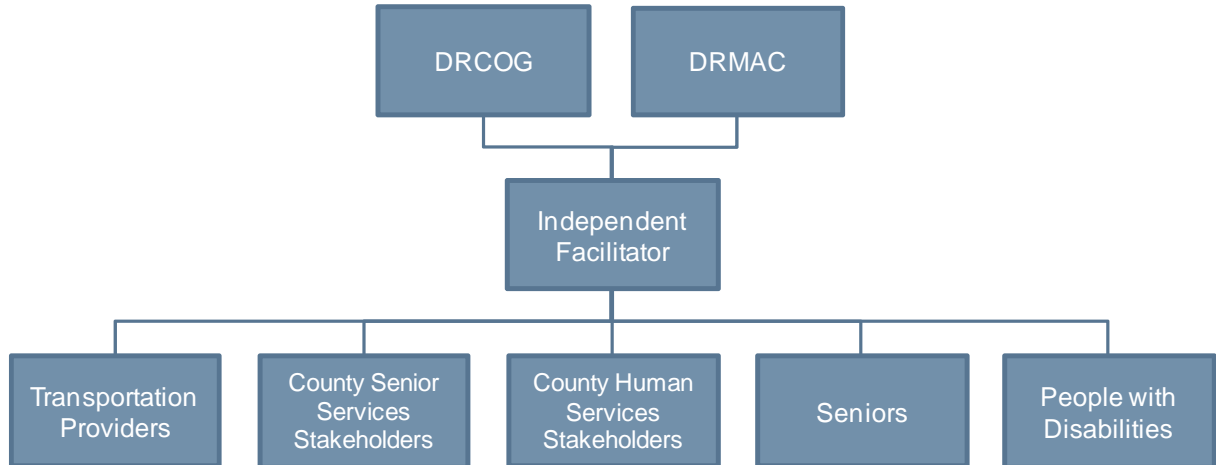 DRCOG
DRMAC
Independent
Facilitator
Transportation
Providers
County Senior
Services
Stakeholders
County Human
Services
Stakeholders
Seniors
People with
Disabilities